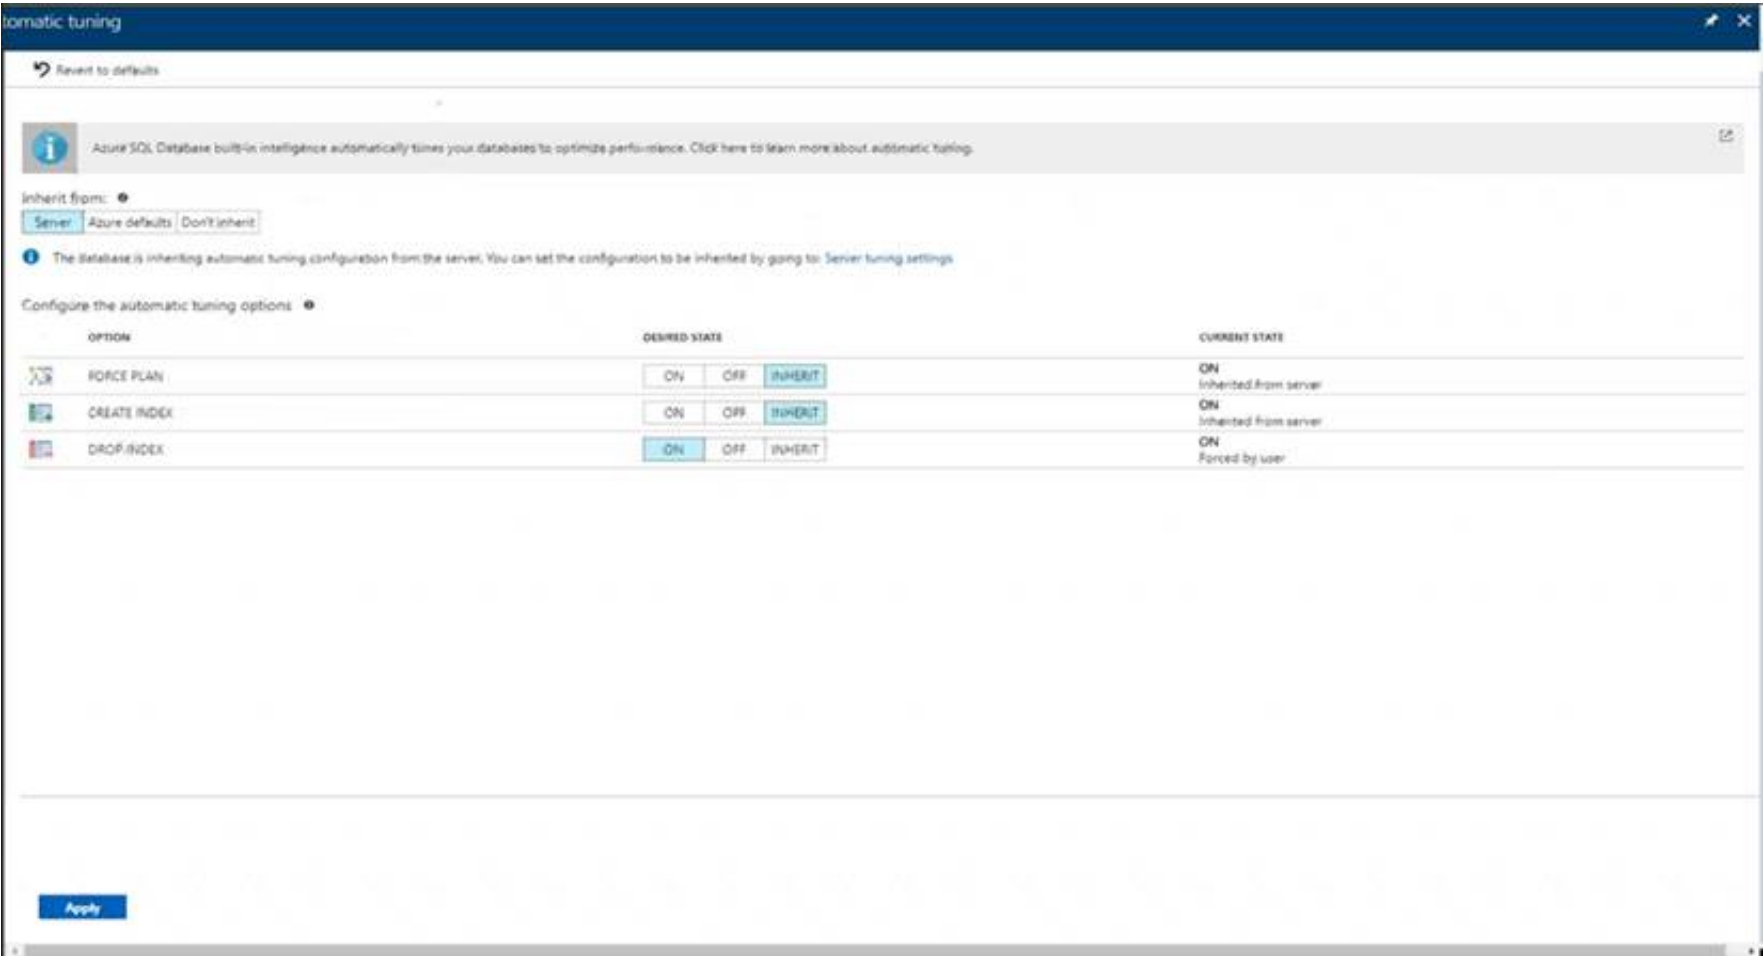 tomatic tuning
Revert to defaults
Azure SQL Database built-in intelligence automatically tunes your databases to optimize performance. Click here to learn more about automatic tuning.
Inherit from:
Server Azure defaults Don't inherit
The database is inheriting automatic tuning configuration from the server. You can set the configuration to be inherited by going to: Server tuning settings
Configure the automatic tuning options
OPTION DESIRED STATE CURRENT STATE
FORCE PLAN ON OFF INHERIT ON
Inherited from server
CREATE INDEX ON OFF INHERIT ON
Inherited from server
DROP INDEX ON OFF INHERIT ON
Forced by user
Apply